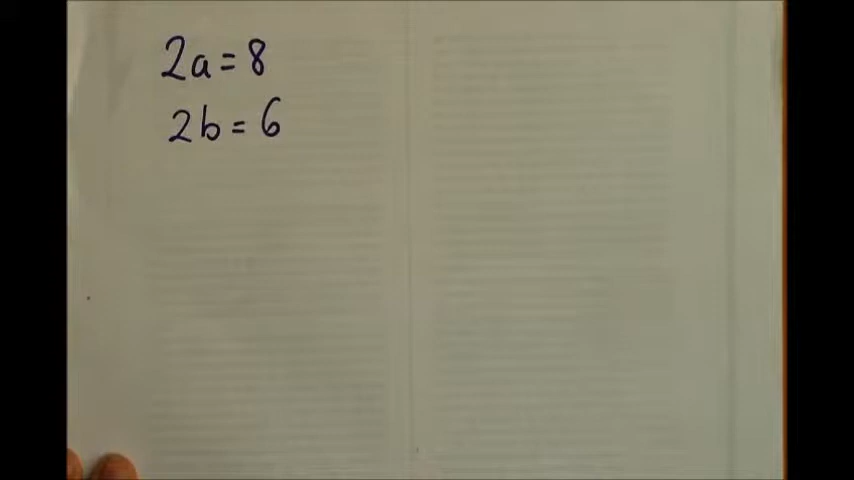 2a = 8
2b = 6